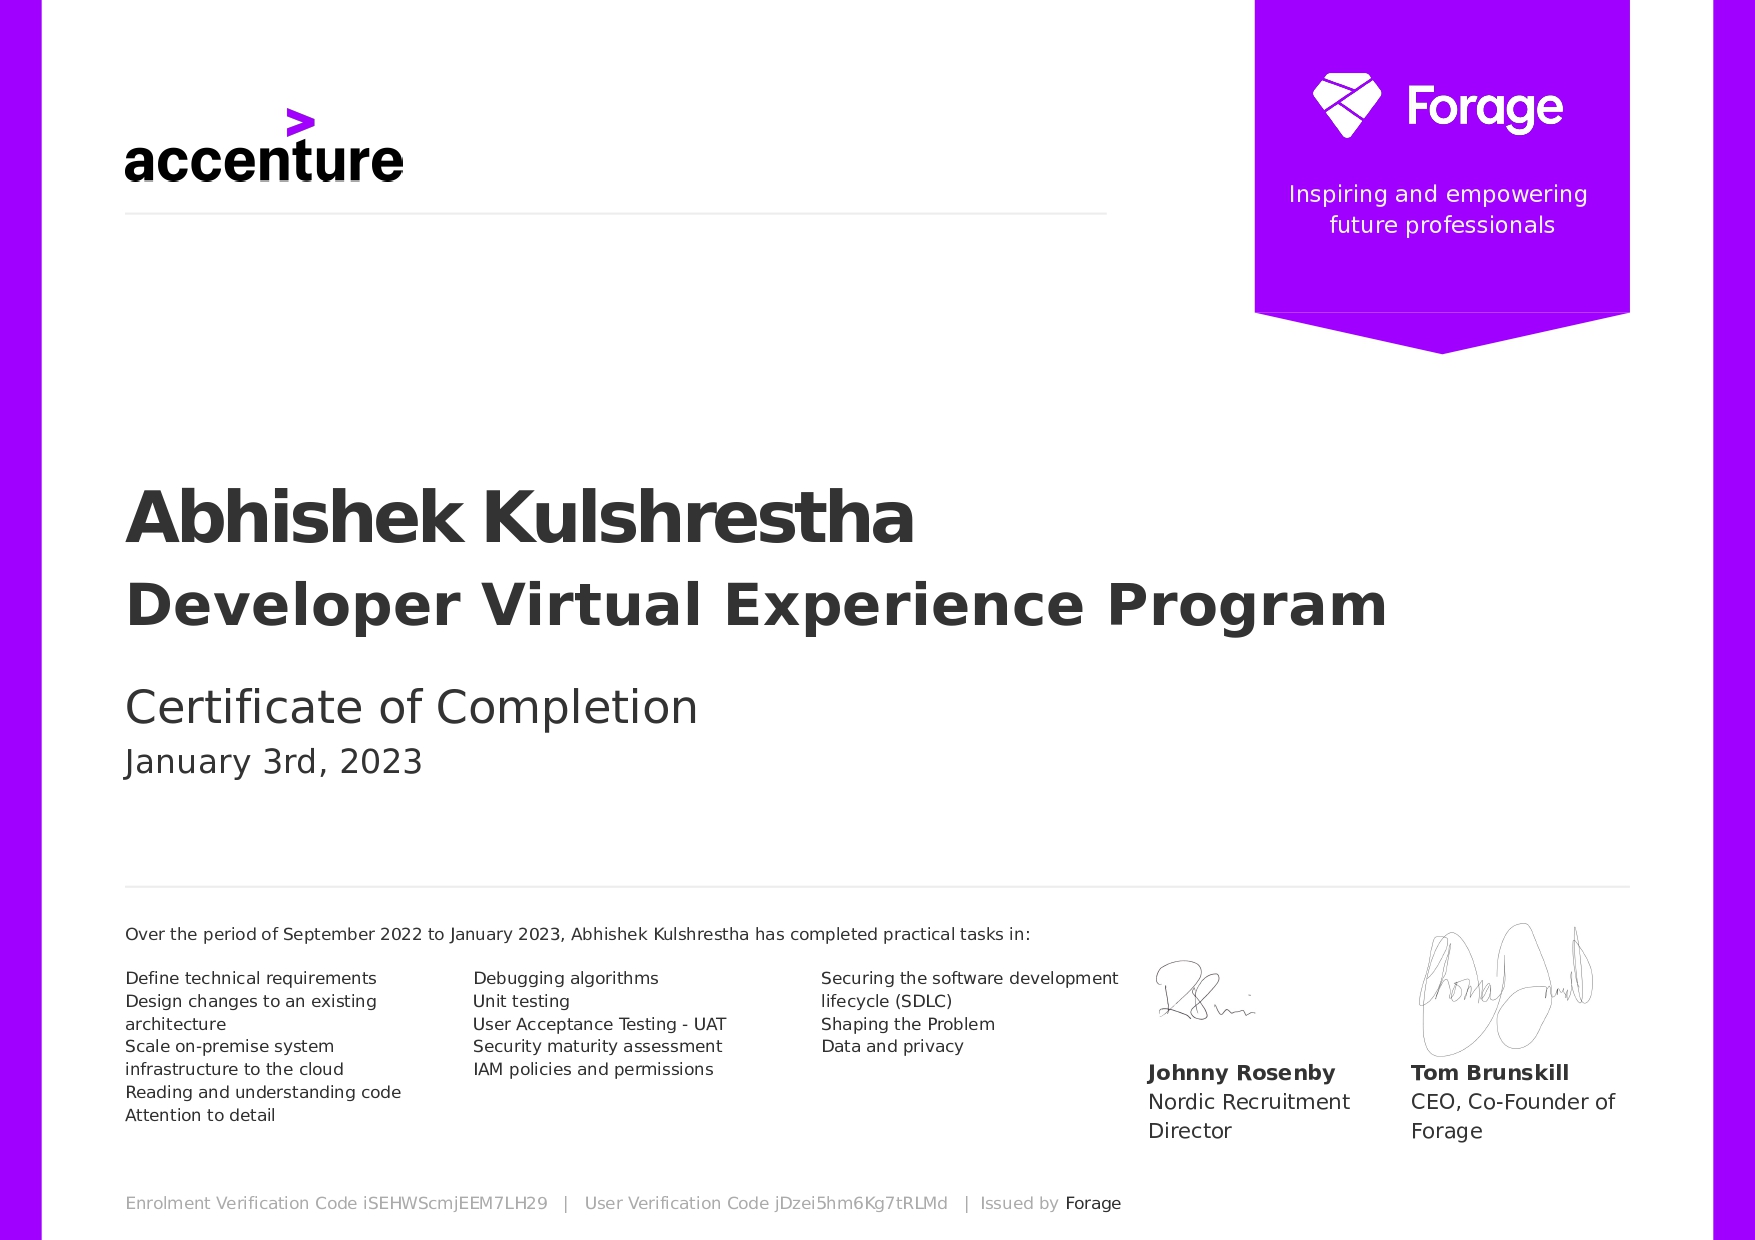 >
accenture
Forage
Inspiring and empowering
future professionals
Abhishek Kulshrestha
Developer Virtual Experience Program
Certificate of Completion
January 3rd, 2023
Over the period of September 2022 to January 2023, Abhishek Kulshrestha has completed practical tasks in:
Define technical requirements
Design changes to an existing
architecture
Scale on-premise system
infrastructure to the cloud
Reading and understanding code
Attention to detail
Debugging algorithms
Unit testing
User Acceptance Testing - UAT
Security maturity assessment
IAM policies and permissions
Securing the software development
lifecycle (SDLC)
Shaping the Problem
Data and privacy
Johnny Rosenby
Nordic Recruitment
Director
Tom Brunskill
CEO, Co-Founder of
Forage
Enrolment Verification Code iSEHWScmjEEM7LH29 | User Verification Code jDzei5hm6Kg7tRLMd | Issued by Forage